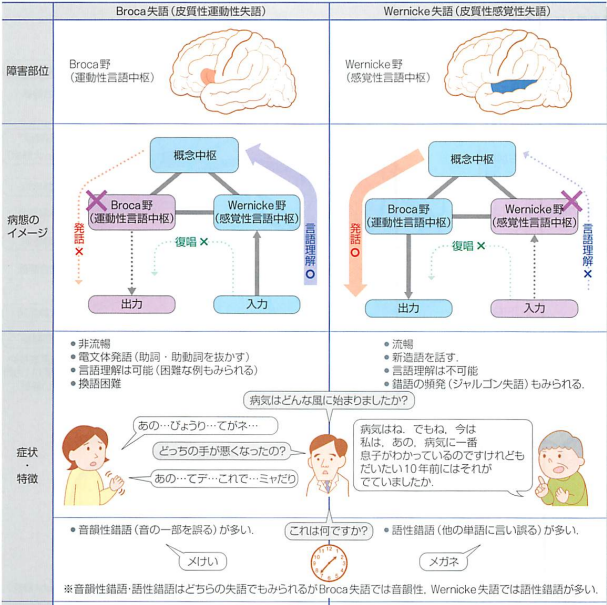 Broca失語(皮質性運動性失語)
Wernicke失語(皮質性感覚性失語)
障害部位
Broca野
(運動性言語中枢)
Wernicke野
(感覚性言語中枢)
病態の
イメージ
概念中枢
Broca野
(運動性言語中枢)
Wernicke野
(感覚性言語中枢)
発話×
復唱×
言語理解○
出力
入力
概念中枢
Broca野
(運動性言語中枢)
Wernicke野
(感覚性言語中枢)
発話○
復唱×
言語理解×
出力
入力
症状
・
特徴
●非流暢
●電文体発語(助詞・助動詞を抜かす)
●言語理解は可能(困難な例もみられる)
●換語困難
●流暢
●新造語を話す.
●言語理解は不可能
●錯語の頻発(ジャルゴン失語)もみられる.
病気はどんな風に始まりましたか?
あの…びょうり…てがネ…
どっちの手が悪くなったの?
あの…てデ…これで…ミャだり
病気はね,でもね,今は
私は,あの,病気に一番
息子がわかっているのですけれども
だいたい10年前にはそれが
でていましたか.
●音韻性錯語(音の一部を誤る)が多い.
これは何ですか?
●語性錯語(他の単語に言い誤る)が多い.
メけい
メガネ
※音韻性錯語・語性錯語はどちらの失語でもみられるがBroca失語では音韻性,Wernicke失語では語性錯語が多い.